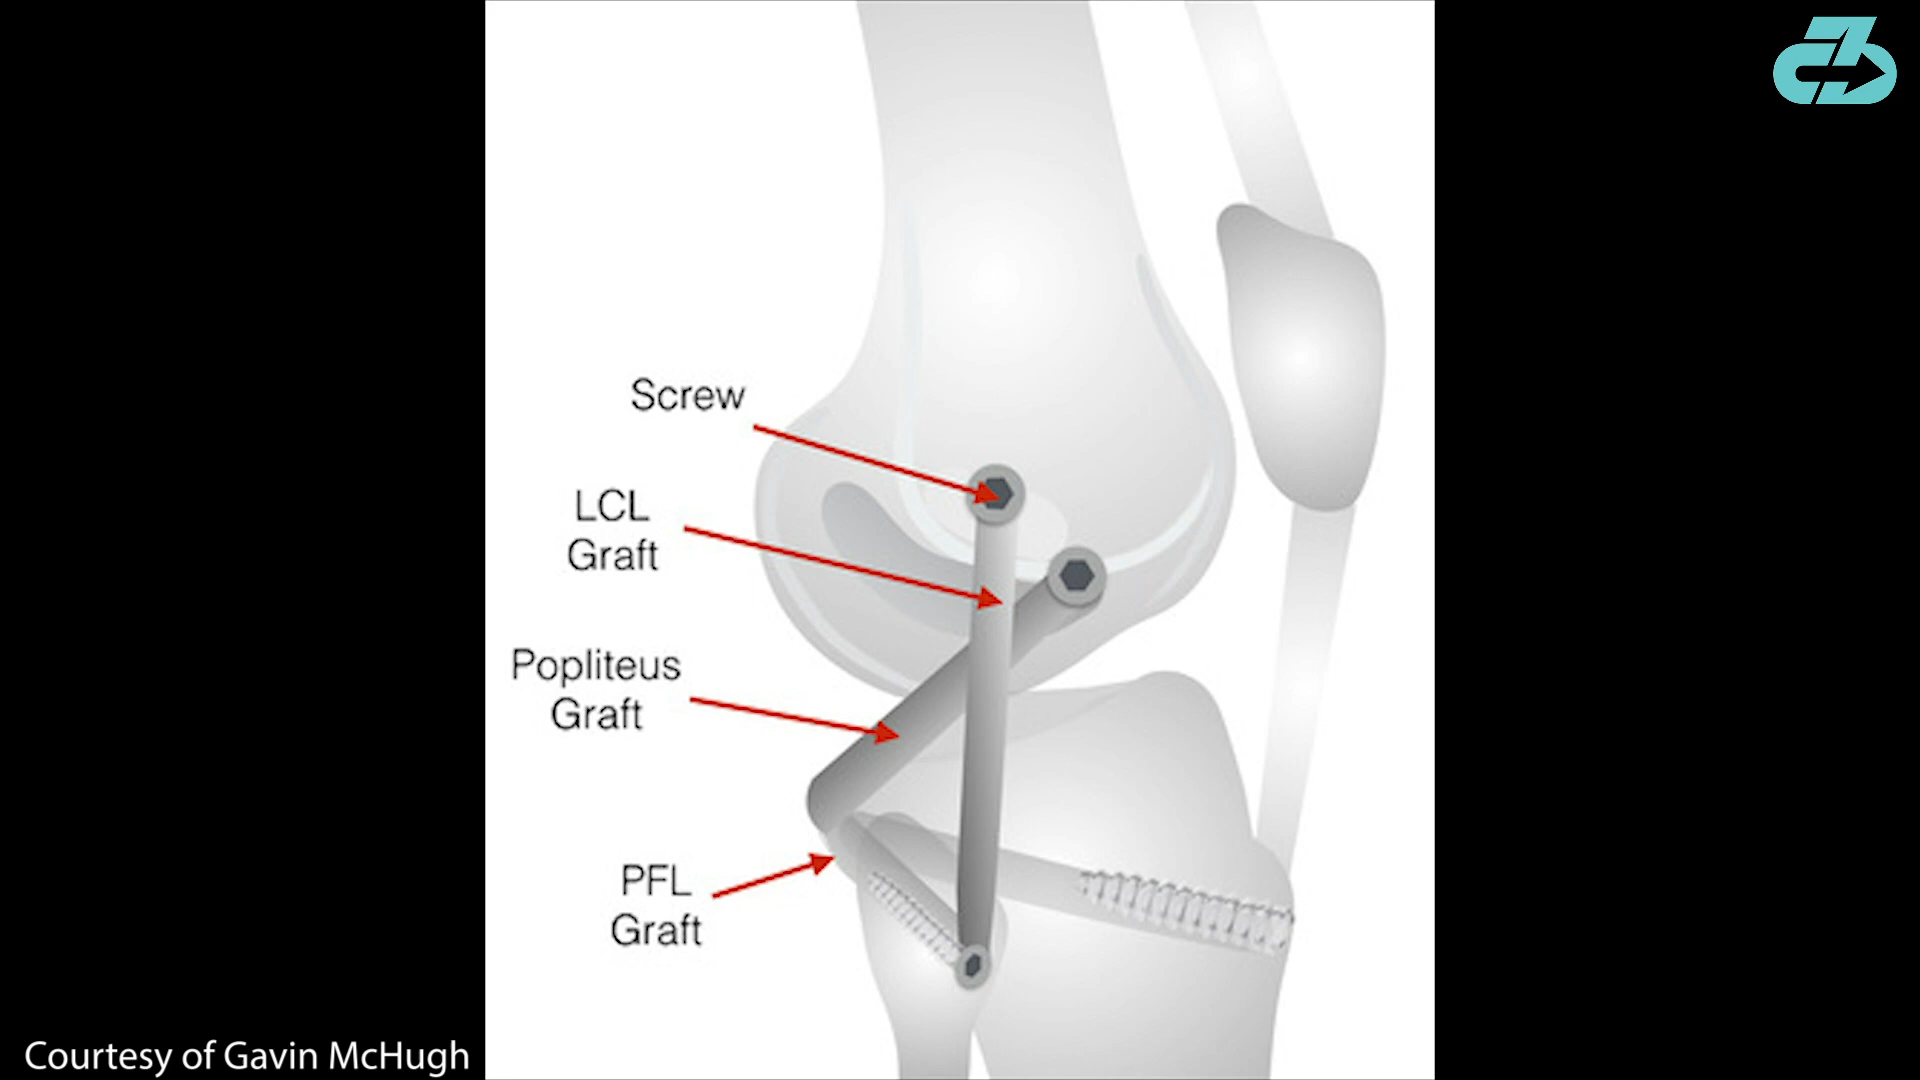 Screw
LCL
Graft
Popliteus
Graft
PFL
Graft
Courtesy of Gavin McHugh